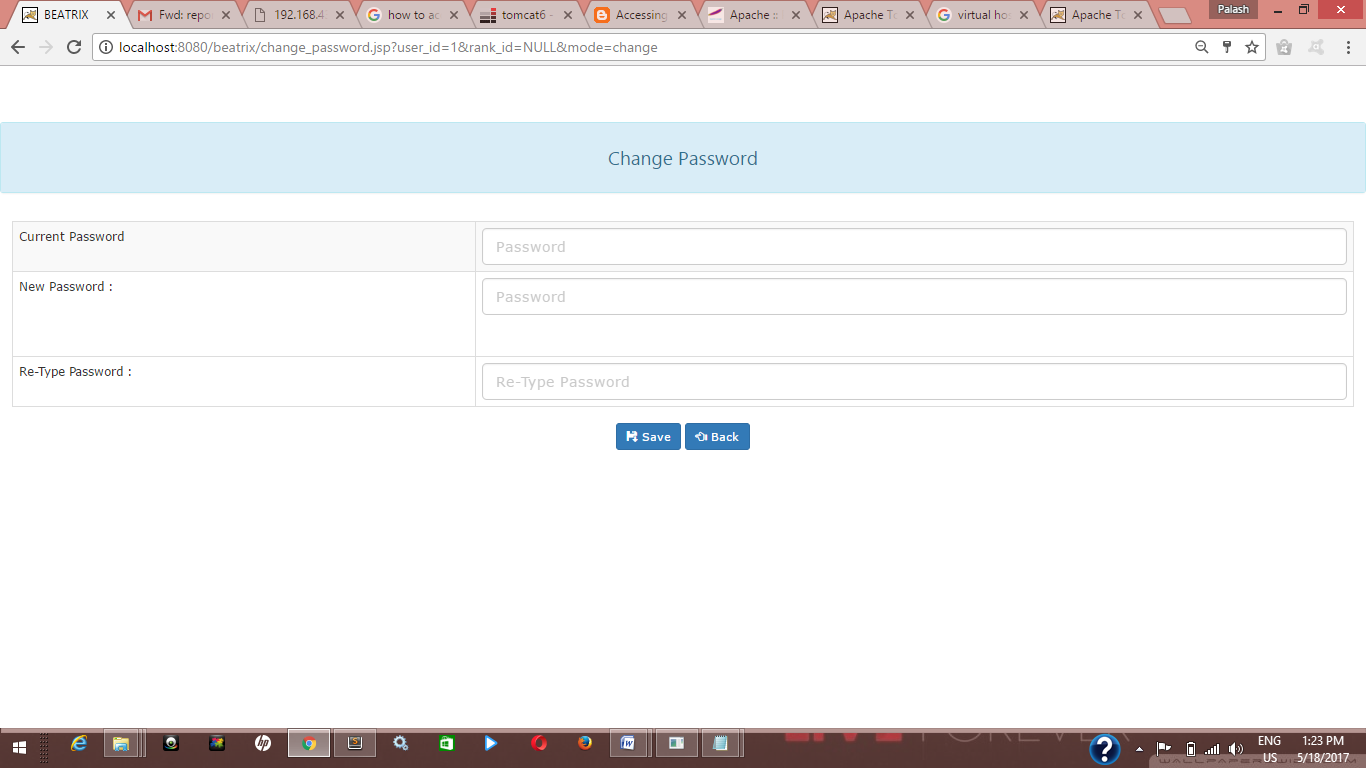 BEATRIX
Fwd: repo
192.168.4
how to ac
tomcat6 -
Accessing
Apache ::
Apache To
virtual hos
Apache To
Palash
localhost:8080/beatrix/change_password.jsp?user_id=1&rank_id=NULL&mode=change
Change Password
Current Password
Password
New Password :
Password
Re-Type Password :
Re-Type Password
Save
Back
ENG
1:23 PM
US
5/18/2017